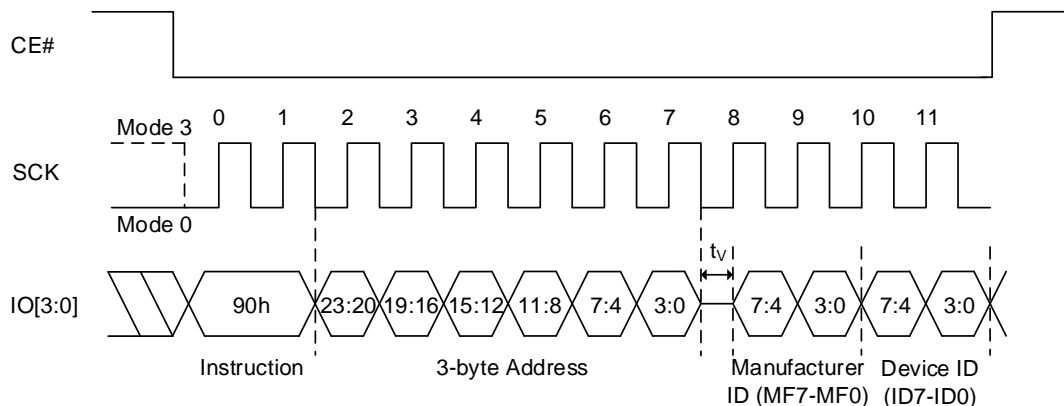 CE#
Mode 3
0 1 2 3 4 5 6 7 8 9 10 11
SCK
Mode 0
tV
IO[3:0]
90h 23:20 19:16 15:12 11:8 7:4 3:0 7:4 3:0 7:4 3:0
Instruction
3-byte Address
Manufacturer
ID (MF7-MF0)
Device ID
(ID7-ID0)